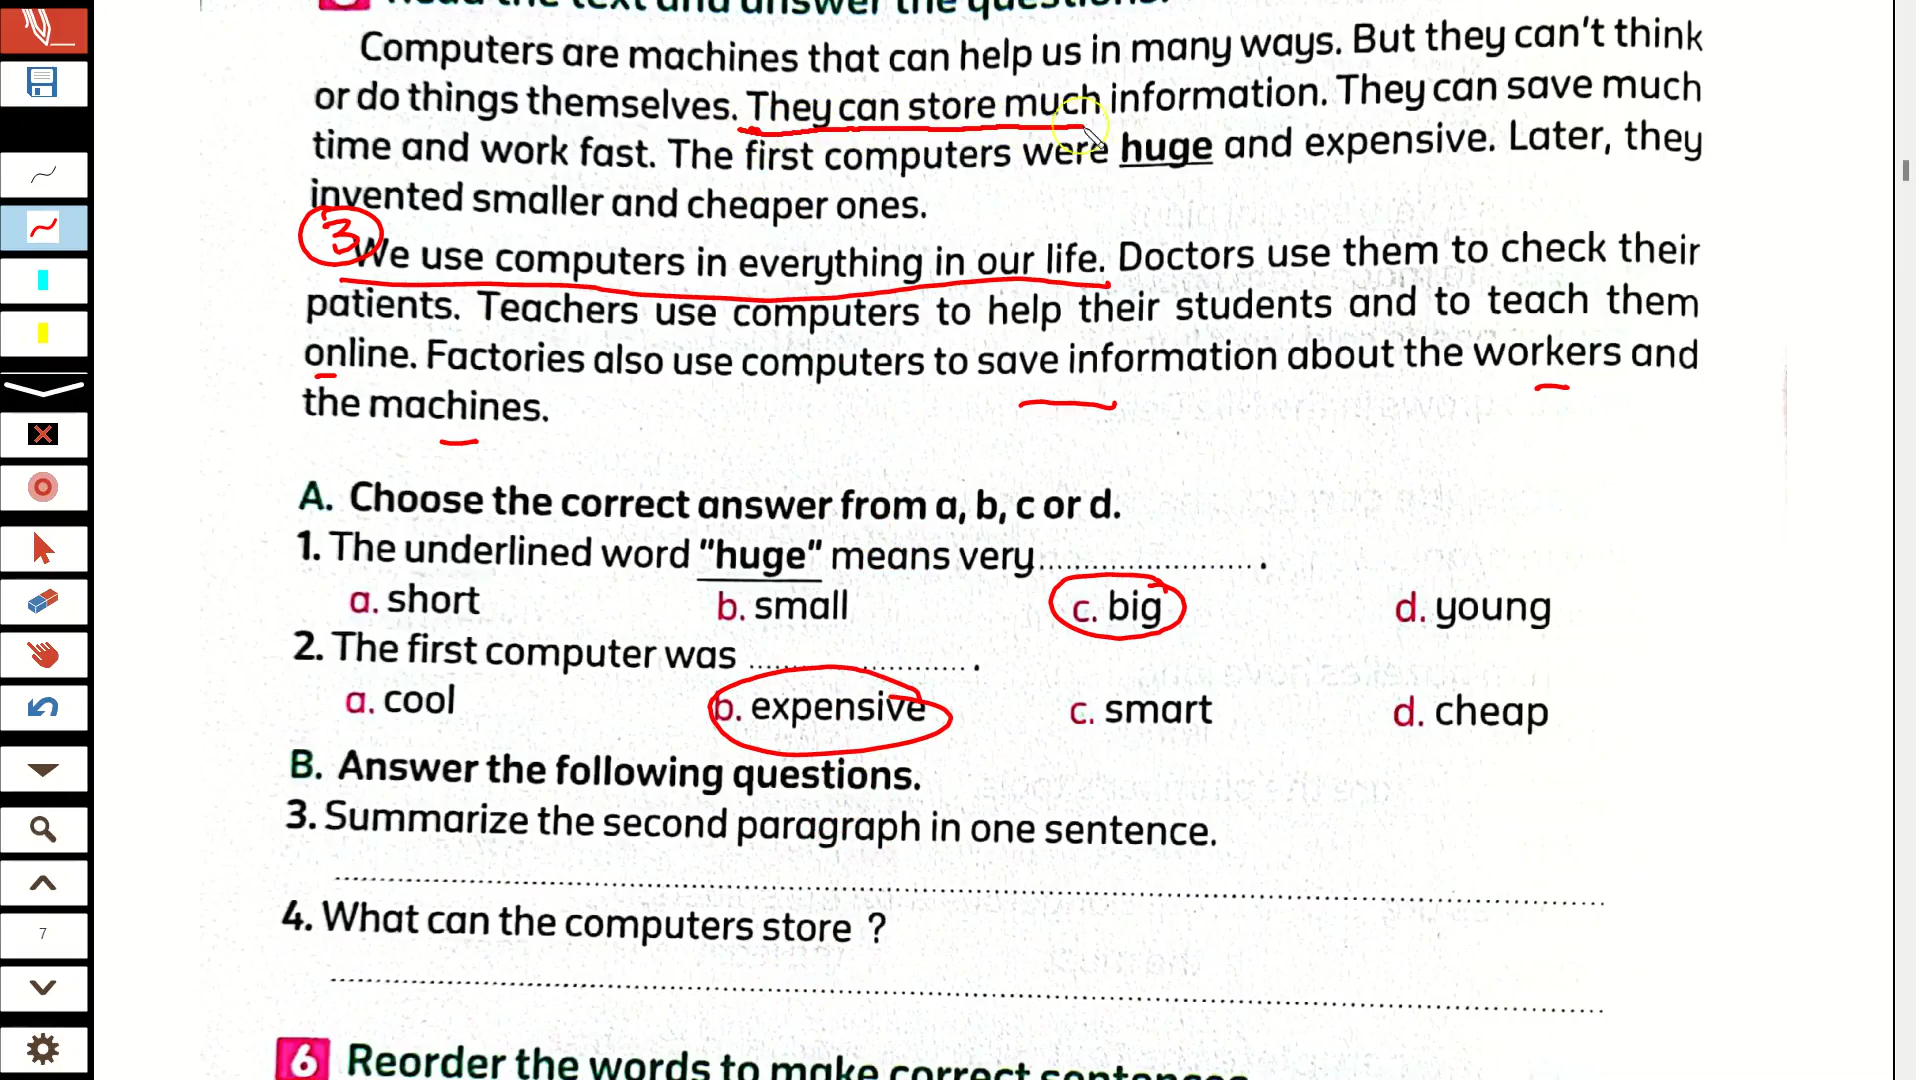 Read the text and answer the questions.
Computers are machines that can help us in many ways. But they can't think
or do things themselves. They can store much information. They can save much
time and work fast. The first computers were huge and expensive. Later, they
invented smaller and cheaper ones.
3
We use computers in everything in our life. Doctors use them to check their
patients. Teachers use computers to help their students and to teach them
online. Factories also use computers to save information about the workers and
the machines.
A. Choose the correct answer from a, b, c or d.
1. The underlined word "huge" means very........................ .
a. short b. small c. big d. young
2. The first computer was ........................ .
a. cool b. expensive c. smart d. cheap
B. Answer the following questions.
3. Summarize the second paragraph in one sentence.
4. What can the computers store ?
7
6 Reorder the words to make correct sentences